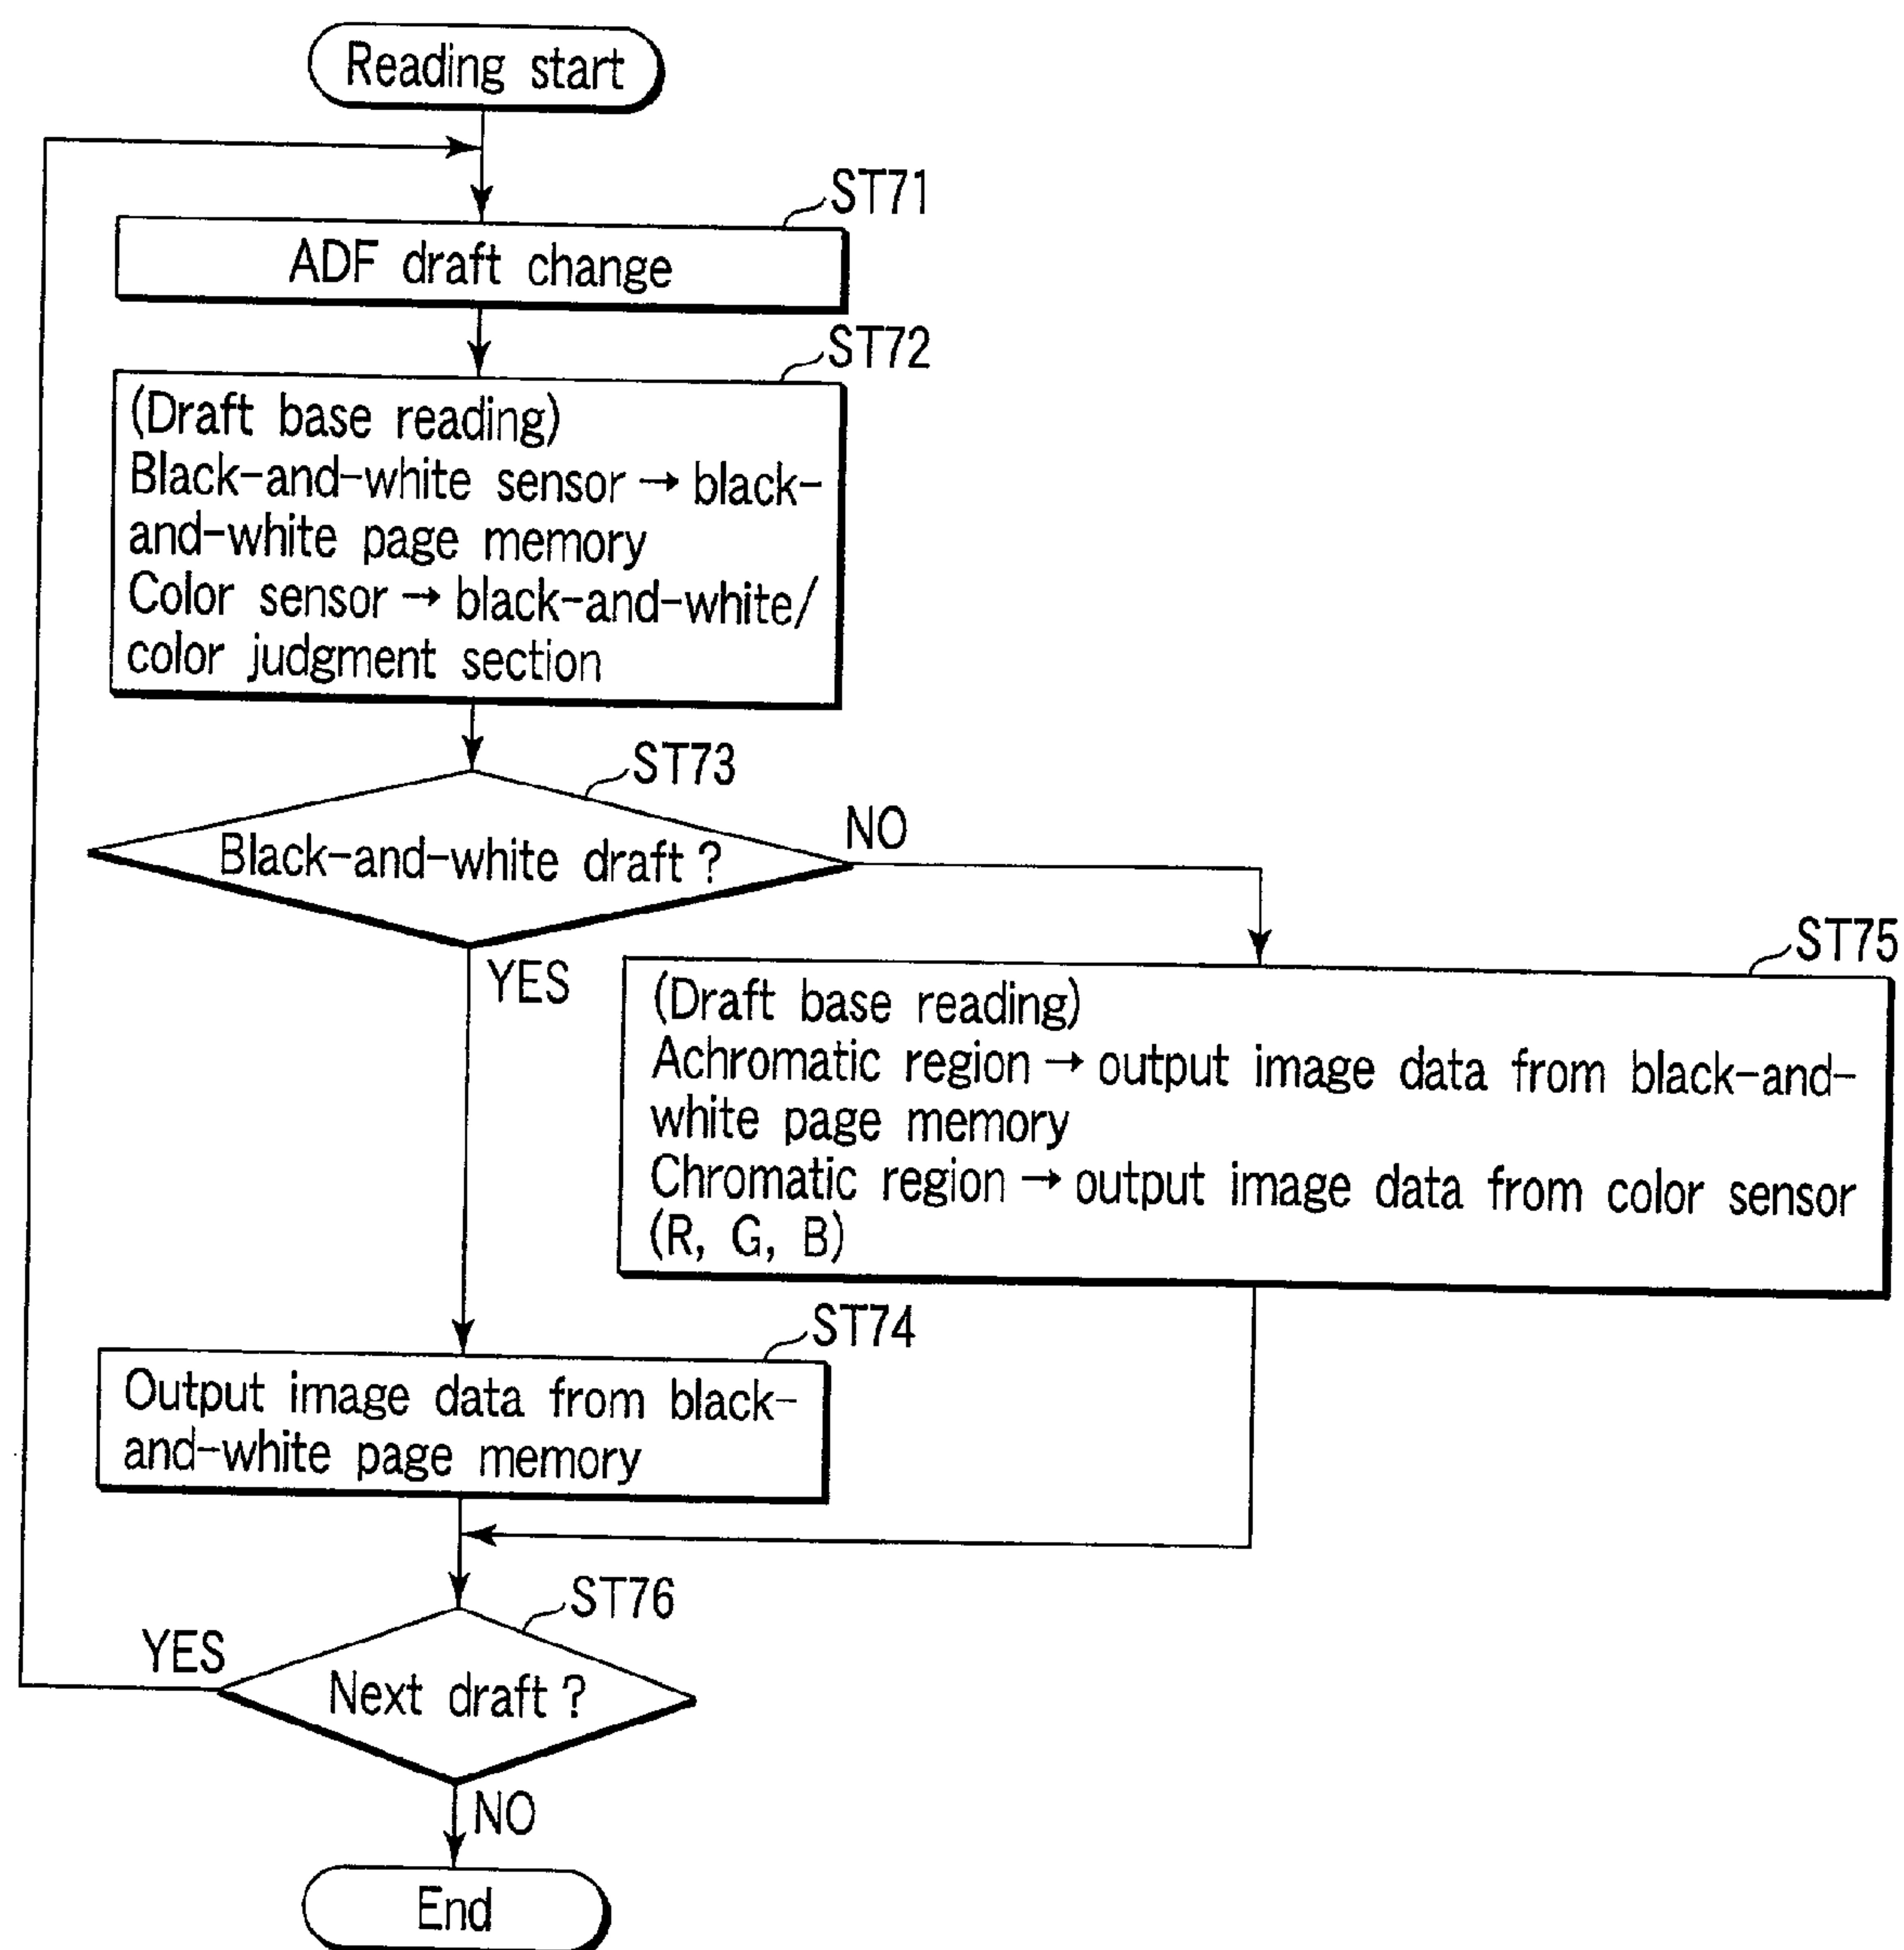 Reading start
ST71
ADF draft change
ST72
(Draft base reading)
Black-and-white sensor → black-
and-white page memory
Color sensor → black-and-white/
color judgment section
ST73
Black-and-white draft ?
NO
YES
ST75
(Draft base reading)
Achromatic region → output image data from black-and-
white page memory
Chromatic region → output image data from color sensor
(R, G, B)
ST74
Output image data from black-
and-white page memory
ST76
YES
Next draft ?
NO
End